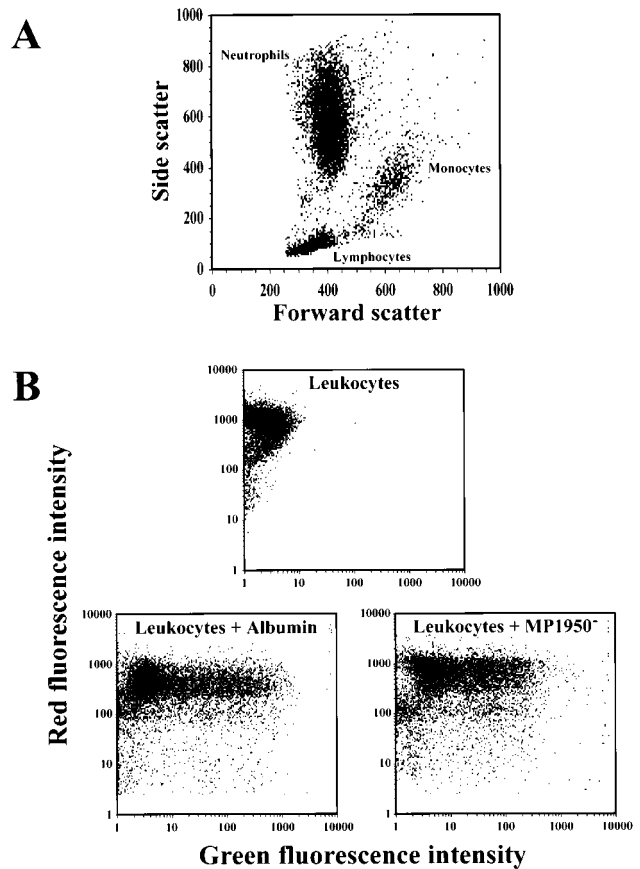 A
Side scatter
1000
800
600
400
200
0
Neutrophils
Monocytes
Lymphocytes
0 200 400 600 800 1000
Forward scatter
B
Red fluorescence intensity
Leukocytes
10000
1000
100
10
1
1 10 100 1000 10000
Leukocytes + Albumin
10000
1000
100
10
1
1 10 100 1000 10000
Leukocytes + MP1950-
10000
1000
100
10
1
1 10 100 1000 10000
Green fluorescence intensity